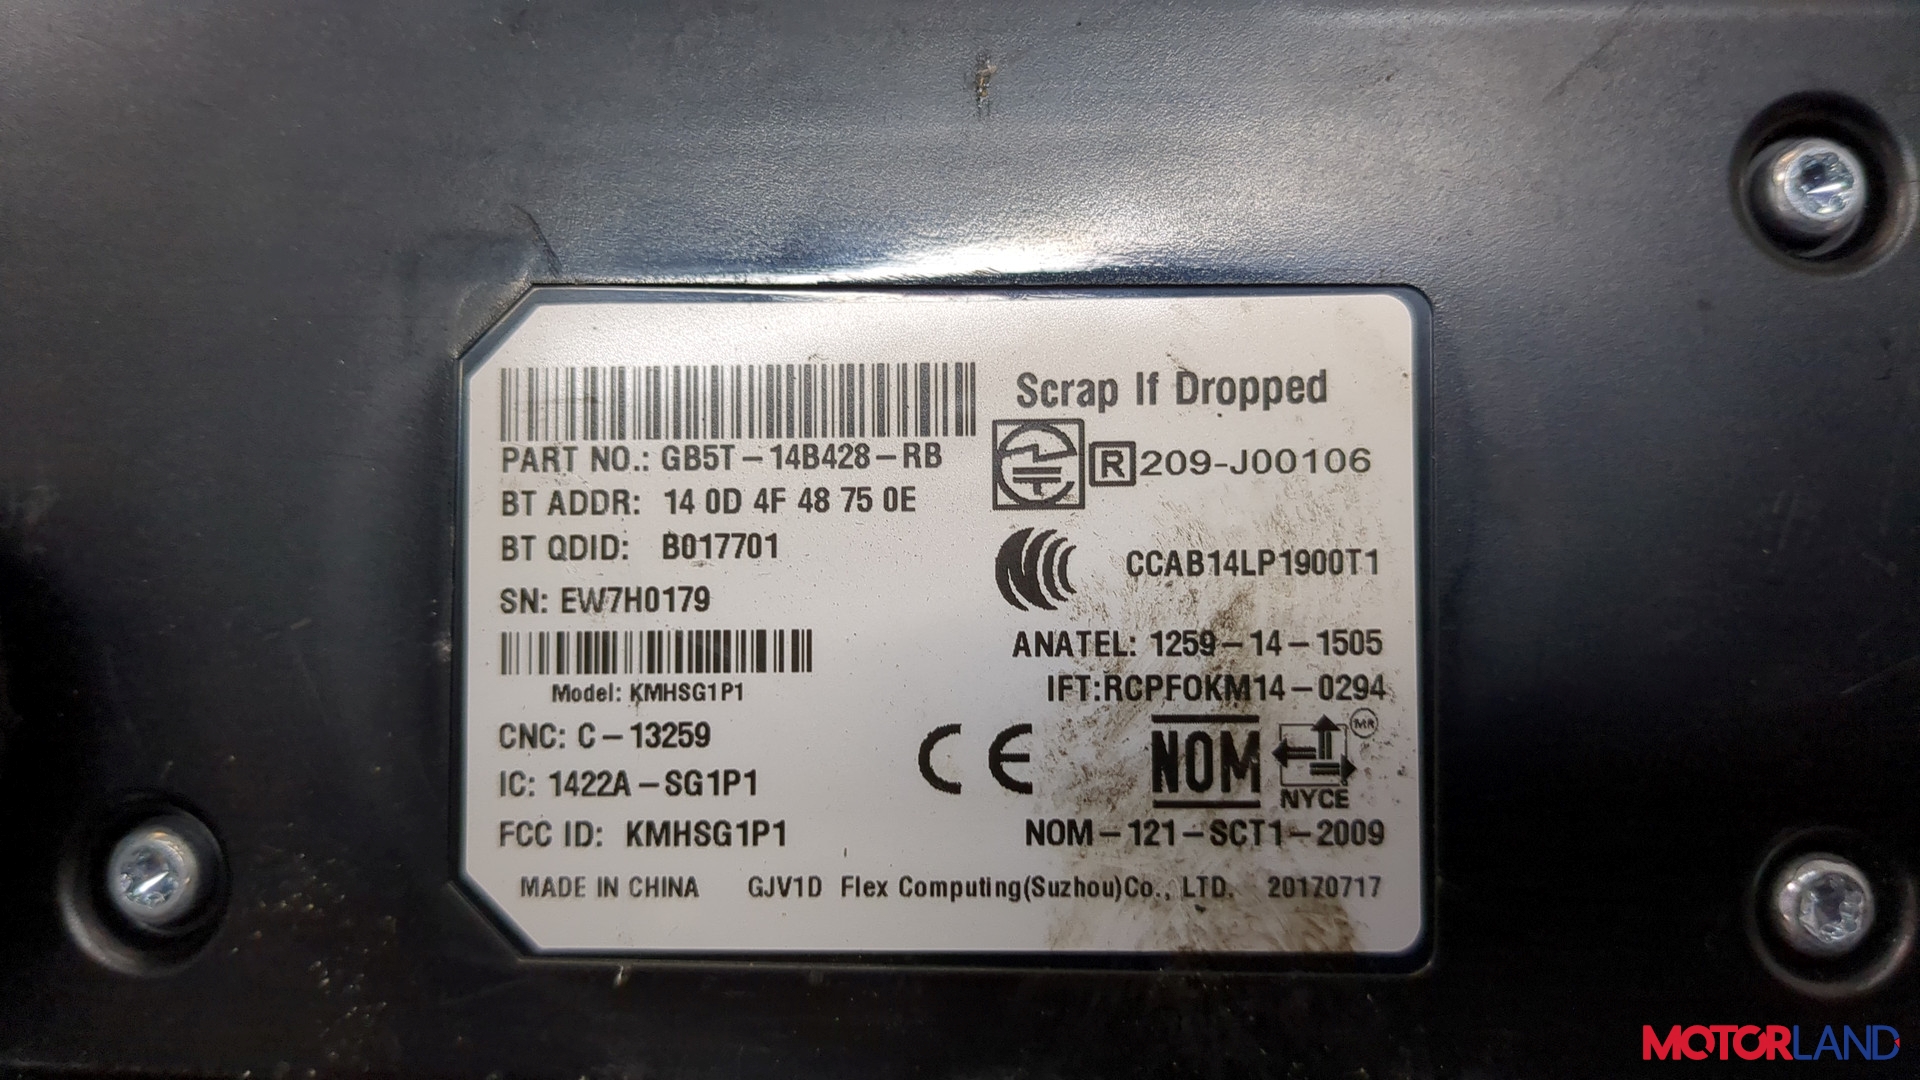 PART NO.: GB5T-14B428-RB
BT ADDR: 14 0D 4F 48 75 0E
BT QDID: B017701
SN: EW7H0179
Model: KMHSG1P1
CNC: C-13259
IC: 1422A-SG1P1
FCC ID: KMHSG1P1
Scrap If Dropped
R 209-J00106
CCAB14LP1900T1
ANATEL: 1259-14-1505
IFT:RCPFOKM14-0294
CE NOM NYCE MR
NOM-121-SCT1-2009
MADE IN CHINA GJV1D Flex Computing(Suzhou)Co., LTD. 20170717
MOTORLAND